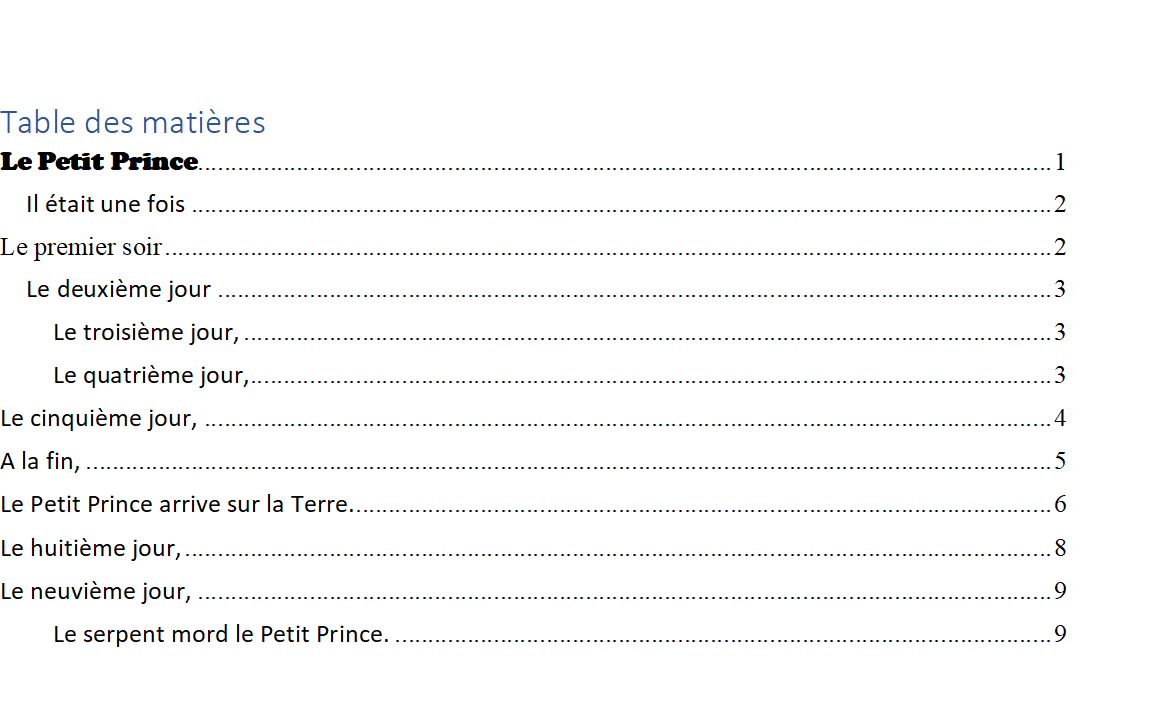 Table des matières
Le Petit Prince 1
Il était une fois 2
Le premier soir 2
Le deuxième jour 3
Le troisième jour, 3
Le quatrième jour, 3
Le cinquième jour, 4
A la fin, 5
Le Petit Prince arrive sur la Terre. 6
Le huitième jour, 8
Le neuvième jour, 9
Le serpent mord le Petit Prince. 9